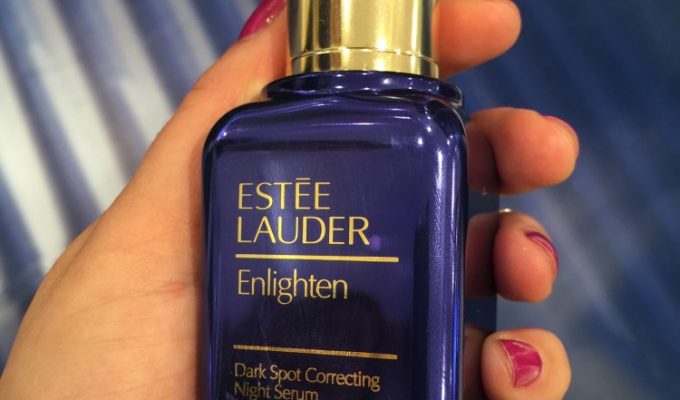 ESTĒE
LAUDER
Enlighten
Dark Spot Correcting
Night Serum